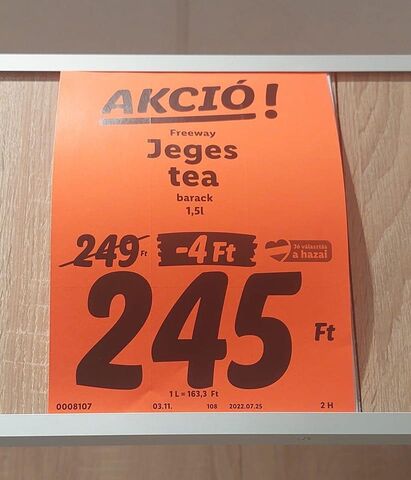 AKCIÓ!
Freeway
Jeges
tea
barack
1,5l
249 Ft
-4 Ft
Jó választás
a hazai
245 Ft
1 L = 163,3 Ft
0008107 03.11. 108 2022.07.25 2 H